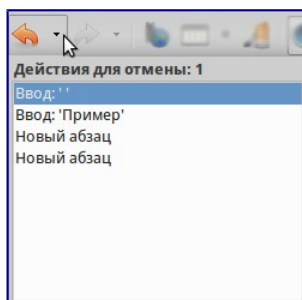 Действия для отмены: 1
Ввод: ' '
Ввод: 'Пример'
Новый абзац
Новый абзац